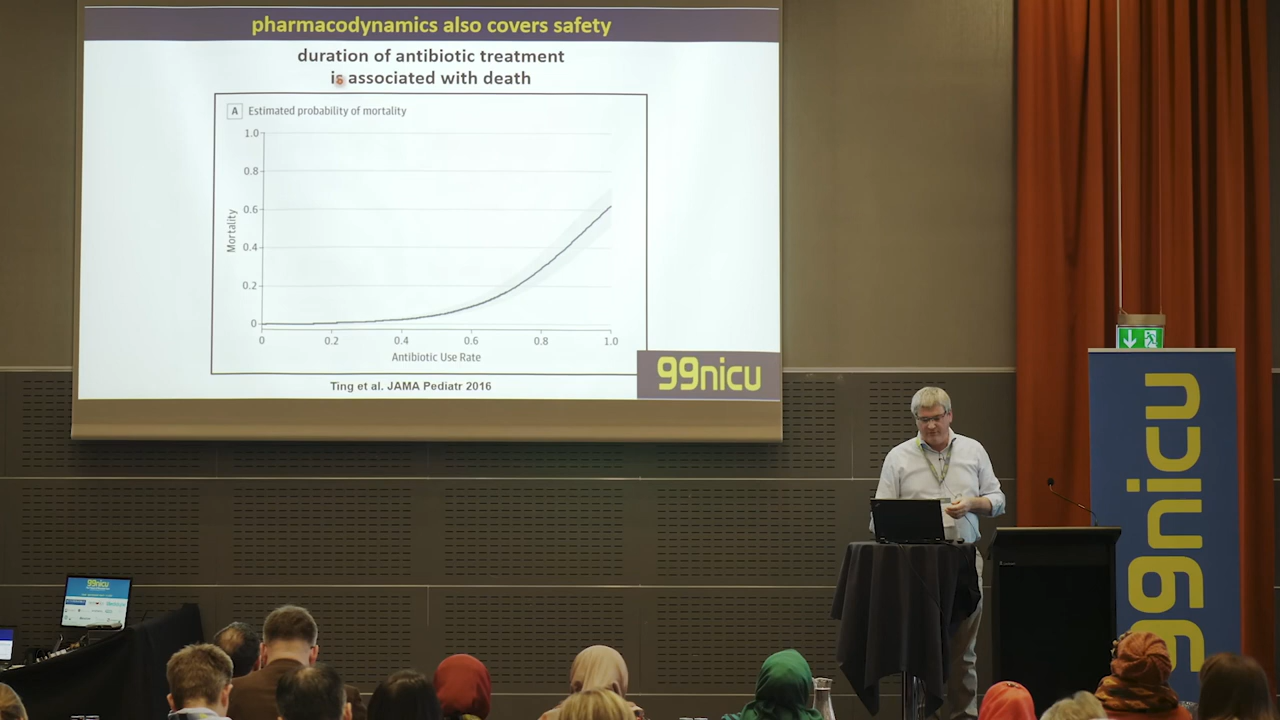 pharmacodynamics also covers safety
duration of antibiotic treatment
is associated with death
A Estimated probability of mortality
1.0
0.8
0.6
0.4
0.2
0
Mortality
0 0.2 0.4 0.6 0.8 1.0
Antibiotic Use Rate
Ting et al. JAMA Pediatr 2016
99nicu
99nicu
99nicu